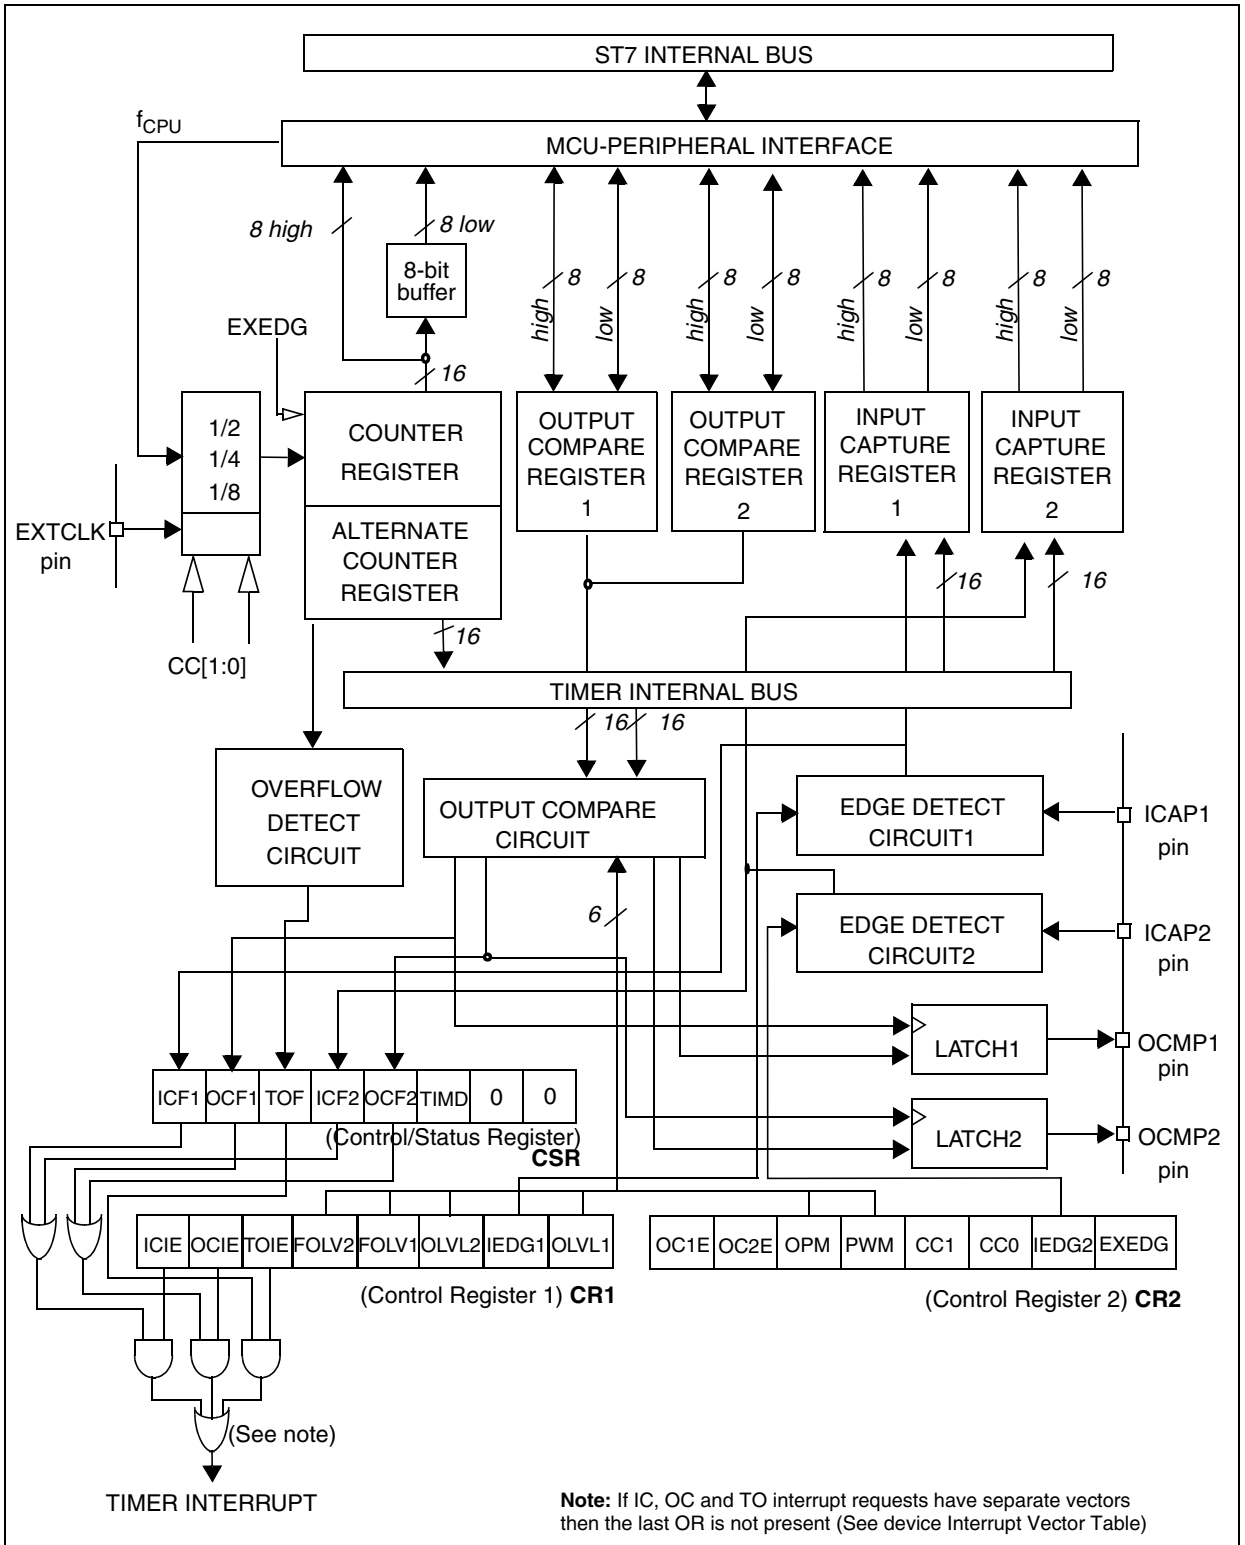 ST7 INTERNAL BUS
fCPU
MCU-PERIPHERAL INTERFACE
8 high
8 low
8-bit
buffer
8
8
8
8
8
8
8
8
high
low
high
low
high
low
high
low
EXEDG
16
1/2
1/4
1/8
COUNTER
REGISTER
OUTPUT
COMPARE
REGISTER
1
OUTPUT
COMPARE
REGISTER
2
INPUT
CAPTURE
REGISTER
1
INPUT
CAPTURE
REGISTER
2
EXTCLK
pin
ALTERNATE
COUNTER
REGISTER
16
16
16
CC[1:0]
TIMER INTERNAL BUS
16
16
OVERFLOW
DETECT
CIRCUIT
OUTPUT COMPARE
CIRCUIT
EDGE DETECT
CIRCUIT1
ICAP1
pin
6
EDGE DETECT
CIRCUIT2
ICAP2
pin
LATCH1
OCMP1
pin
ICF1 OCF1 TOF ICF2 OCF2 TIMD 0 0
(Control/Status Register)
CSR
LATCH2
OCMP2
pin
ICIE OCIE TOIE FOLV2 FOLV1 OLVL2 IEDG1 OLVL1
OC1E OC2E OPM PWM CC1 CC0 IEDG2 EXEDG
(Control Register 1) CR1
(Control Register 2) CR2
(See note)
TIMER INTERRUPT
Note: If IC, OC and TO interrupt requests have separate vectors
then the last OR is not present (See device Interrupt Vector Table)